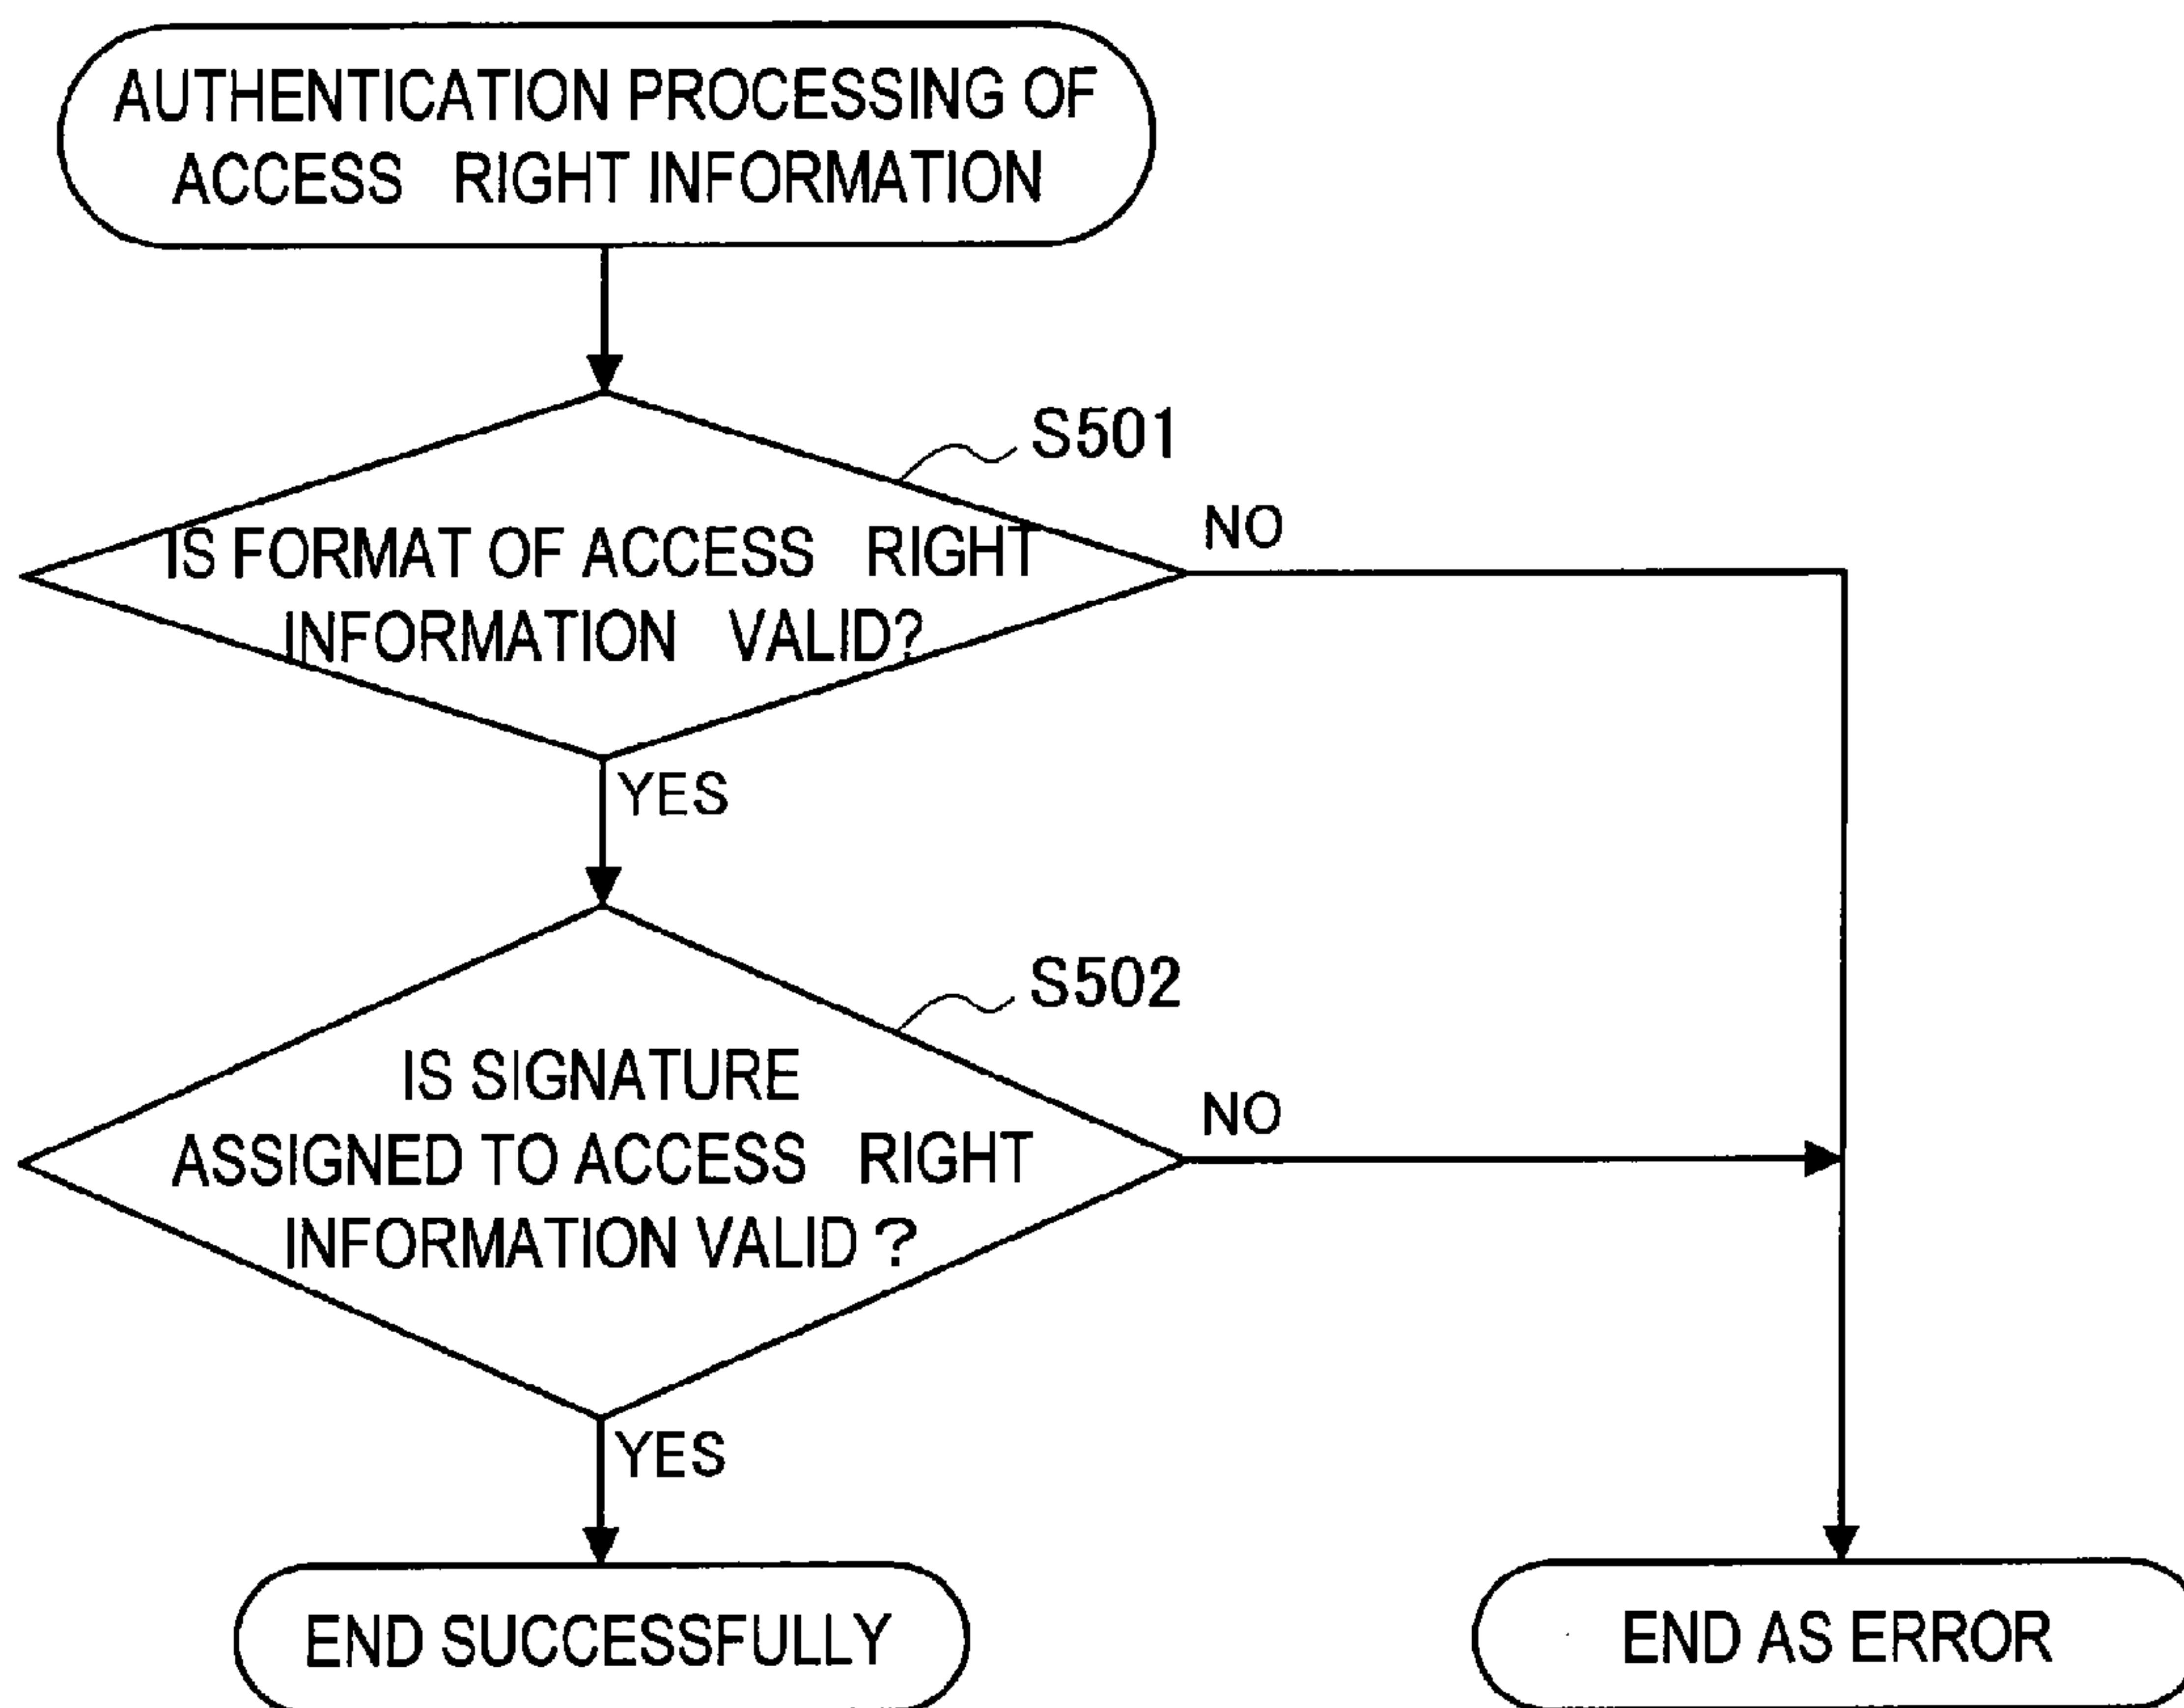 AUTHENTICATION PROCESSING OF
ACCESS RIGHT INFORMATION
S501
IS FORMAT OF ACCESS RIGHT
INFORMATION VALID?
NO
YES
S502
IS SIGNATURE
ASSIGNED TO ACCESS RIGHT
INFORMATION VALID ?
NO
YES
END SUCCESSFULLY
END AS ERROR